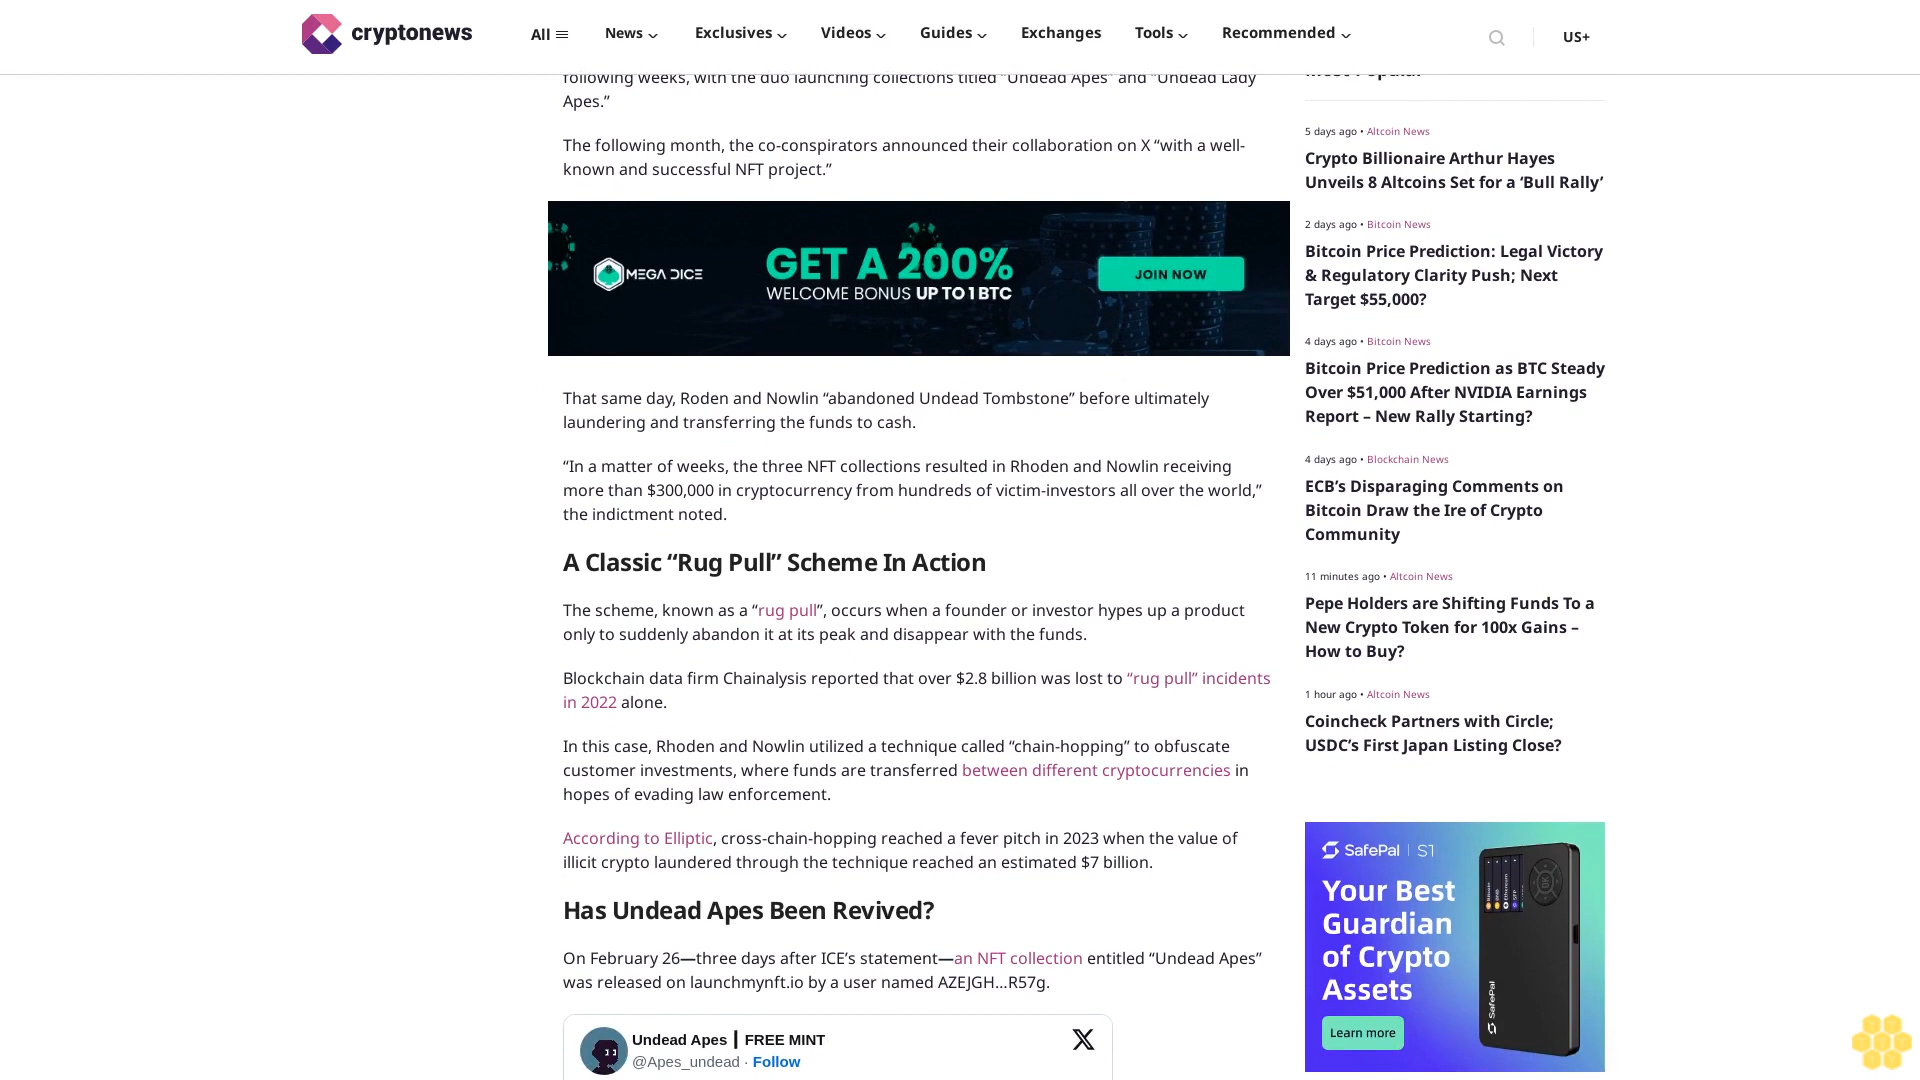 cryptonews
All
News
Exclusives
Videos
Guides
Exchanges
Tools
Recommended
US+
following weeks, with the duo launching collections titled “Undead Apes” and “Undead Lady
Apes.”
The following month, the co-conspirators announced their collaboration on X “with a well-
known and successful NFT project.”
MEGA DICE
GET A 200%
WELCOME BONUS UP TO 1 BTC
JOIN NOW
That same day, Roden and Nowlin “abandoned Undead Tombstone” before ultimately
laundering and transferring the funds to cash.
“In a matter of weeks, the three NFT collections resulted in Rhoden and Nowlin receiving
more than $300,000 in cryptocurrency from hundreds of victim-investors all over the world,”
the indictment noted.
A Classic “Rug Pull” Scheme In Action
The scheme, known as a “rug pull”, occurs when a founder or investor hypes up a product
only to suddenly abandon it at its peak and disappear with the funds.
Blockchain data firm Chainalysis reported that over $2.8 billion was lost to “rug pull” incidents
in 2022 alone.
In this case, Rhoden and Nowlin utilized a technique called “chain-hopping” to obfuscate
customer investments, where funds are transferred between different cryptocurrencies in
hopes of evading law enforcement.
According to Elliptic, cross-chain-hopping reached a fever pitch in 2023 when the value of
illicit crypto laundered through the technique reached an estimated $7 billion.
Has Undead Apes Been Revived?
On February 26—three days after ICE’s statement—an NFT collection entitled “Undead Apes”
was released on launchmynft.io by a user named AZEJGH…R57g.
Undead Apes ┃ FREE MINT
@Apes_undead · Follow
Most Popular
5 days ago • Altcoin News
Crypto Billionaire Arthur Hayes
Unveils 8 Altcoins Set for a ‘Bull Rally’
2 days ago • Bitcoin News
Bitcoin Price Prediction: Legal Victory
& Regulatory Clarity Push; Next
Target $55,000?
4 days ago • Bitcoin News
Bitcoin Price Prediction as BTC Steady
Over $51,000 After NVIDIA Earnings
Report – New Rally Starting?
4 days ago • Blockchain News
ECB’s Disparaging Comments on
Bitcoin Draw the Ire of Crypto
Community
11 minutes ago • Altcoin News
Pepe Holders are Shifting Funds To a
New Crypto Token for 100x Gains –
How to Buy?
1 hour ago • Altcoin News
Coincheck Partners with Circle;
USDC’s First Japan Listing Close?
SafePal | S1
Your Best
Guardian
of Crypto
Assets
Learn more
SafePal
OK